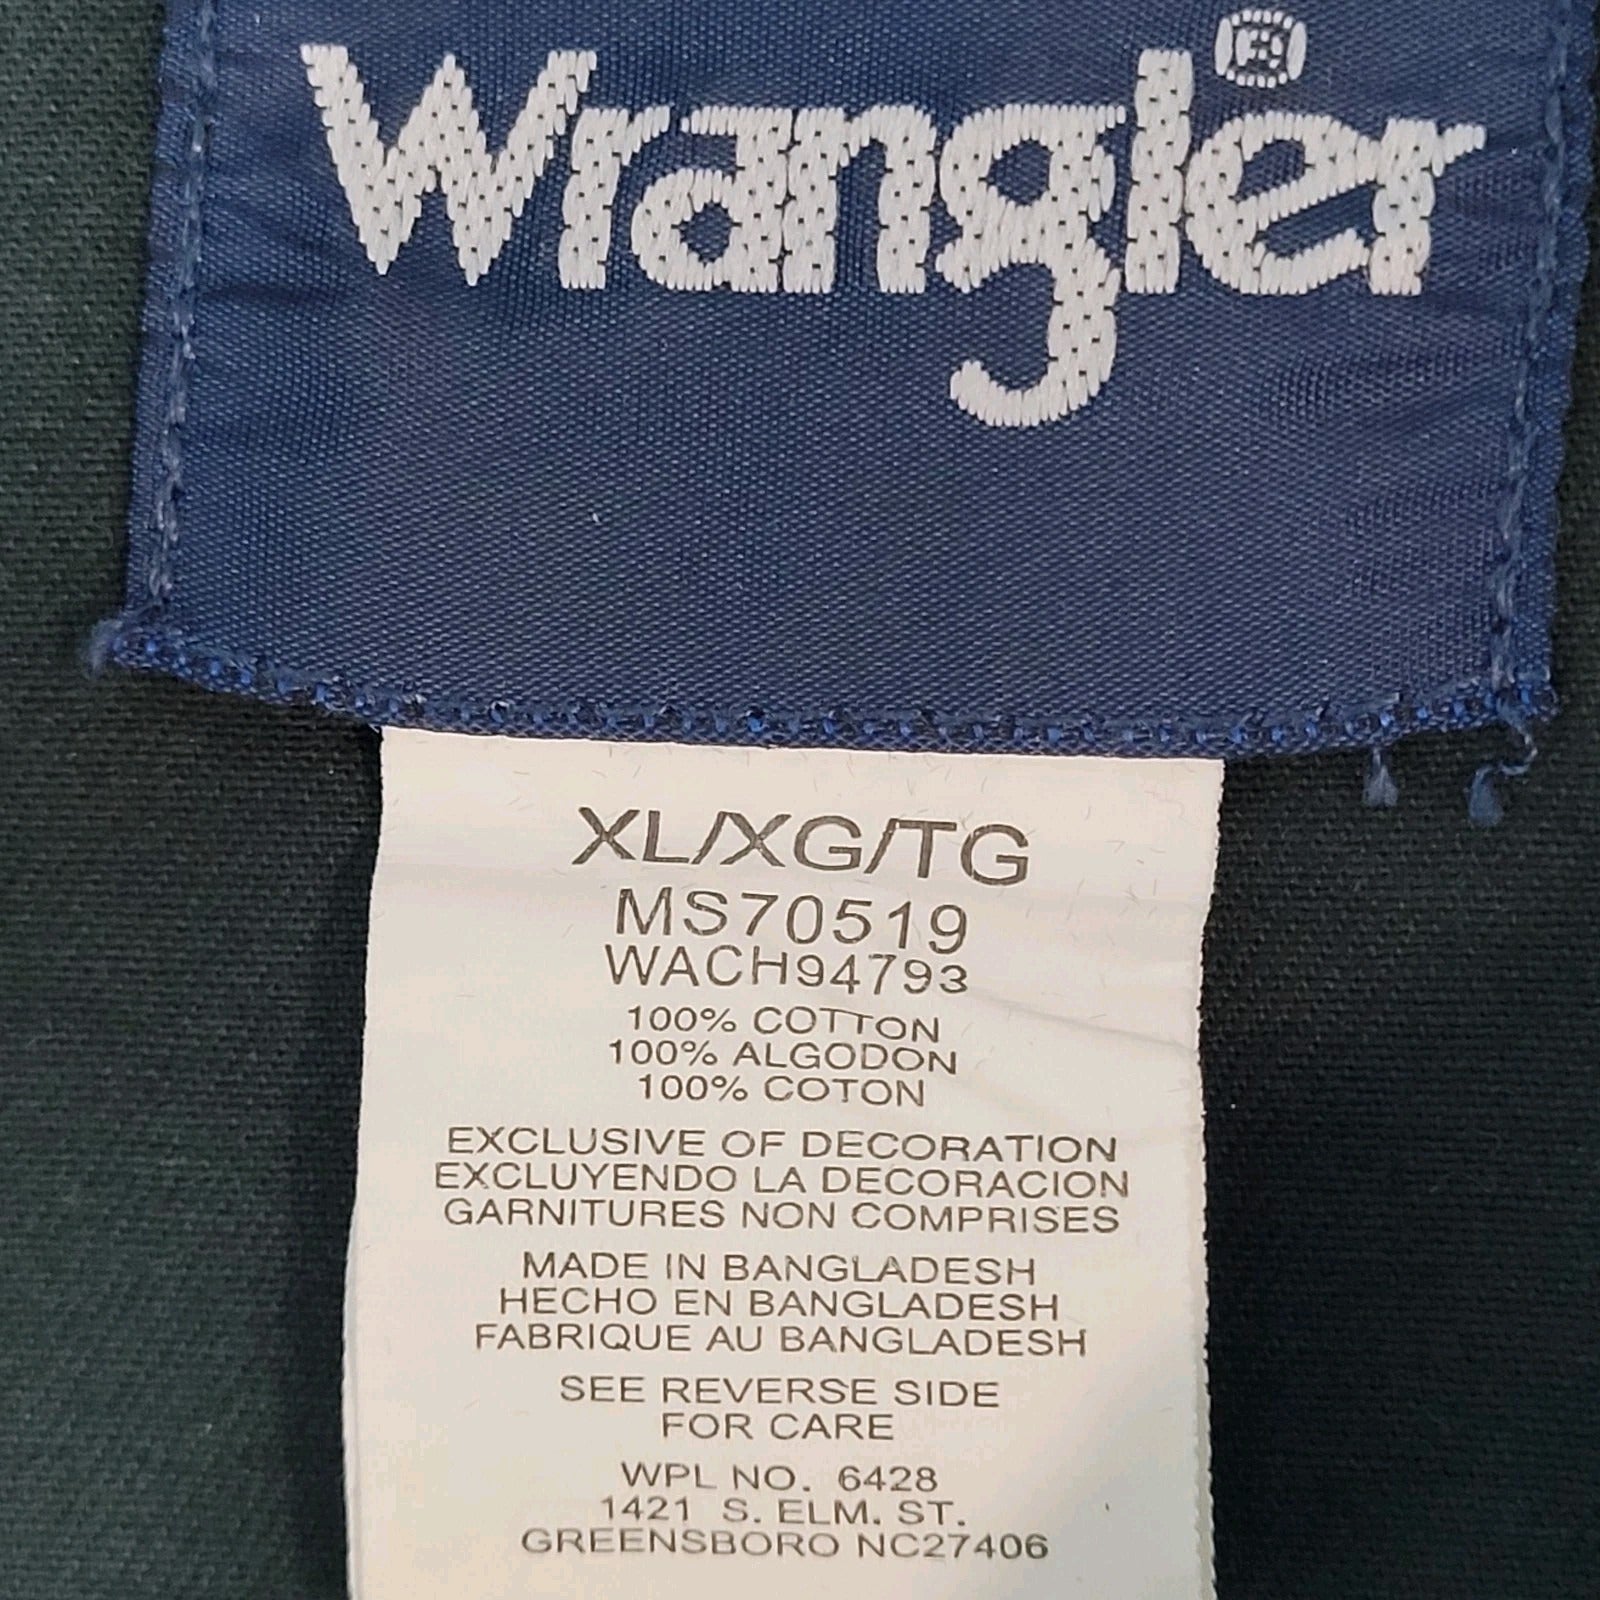 Wrangler®
XL/XG/TG
MS70519
WACH94793
100% COTTON
100% ALGODON
100% COTON
EXCLUSIVE OF DECORATION
EXCLUYENDO LA DECORACION
GARNITURES NON COMPRISES
MADE IN BANGLADESH
HECHO EN BANGLADESH
FABRIQUE AU BANGLADESH
SEE REVERSE SIDE
FOR CARE
WPL NO. 6428
1421 S. ELM. ST.
GREENSBORO NC27406